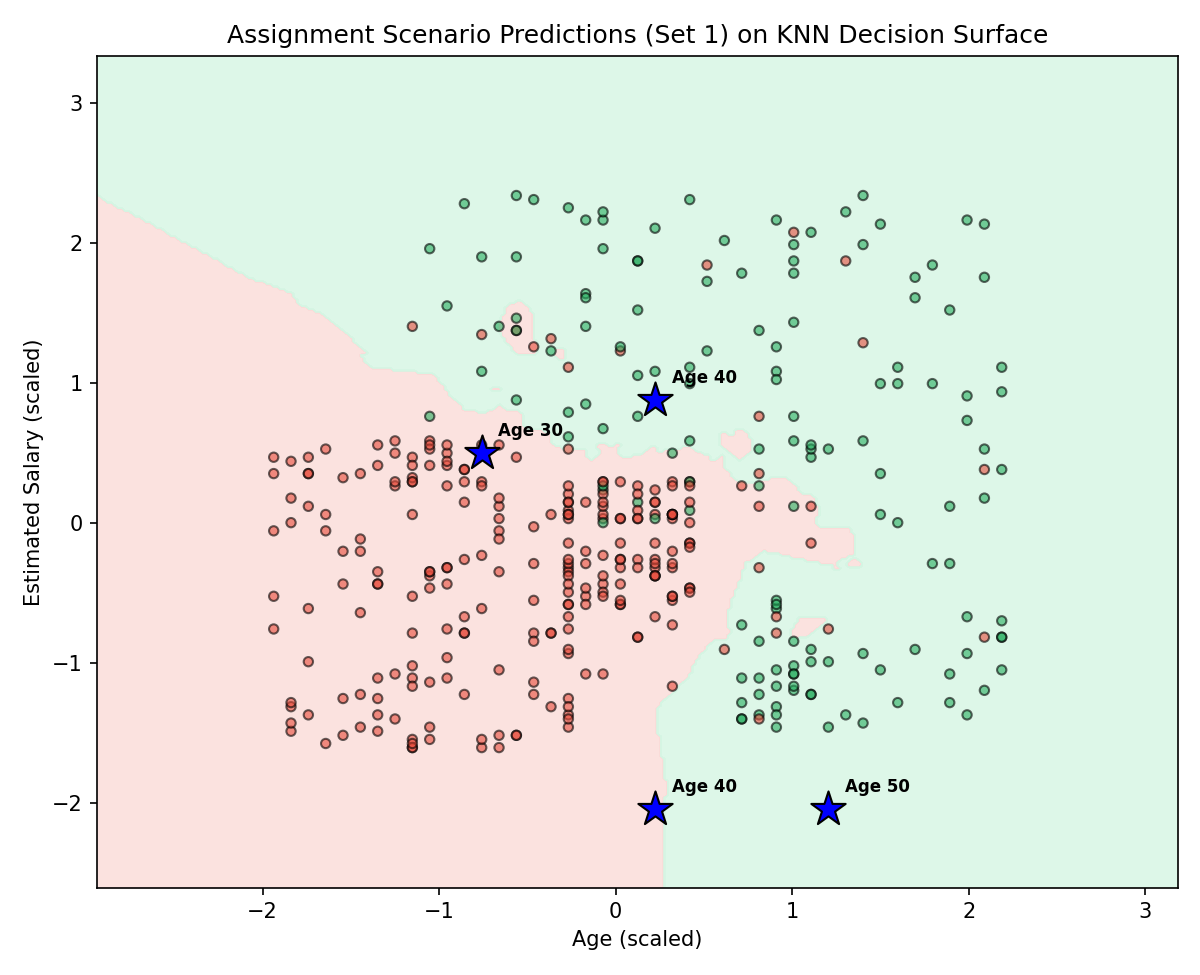 Assignment Scenario Predictions (Set 1) on KNN Decision Surface
Estimated Salary (scaled)
3
2
1
0
−1
−2
Age 40
Age 30
Age 40
Age 50
−2
−1
0
1
2
3
Age (scaled)